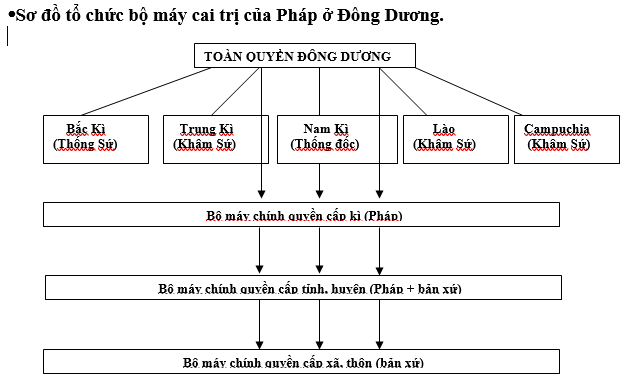 •Sơ đồ tổ chức bộ máy cai trị của Pháp ở Đông Dương.
TOÀN QUYỀN ĐÔNG DƯƠNG
Bắc Kì
(Thống Sứ)
Trung Kì
(Khâm Sứ)
Nam Kì
(Thống đốc)
Lào
(Khâm Sứ)
Campuchia
(Khâm Sứ)
Bộ máy chính quyền cấp kì (Pháp)
Bộ máy chính quyền cấp tỉnh, huyện (Pháp + bản xứ)
Bộ máy chính quyền cấp xã, thôn (bản xứ)